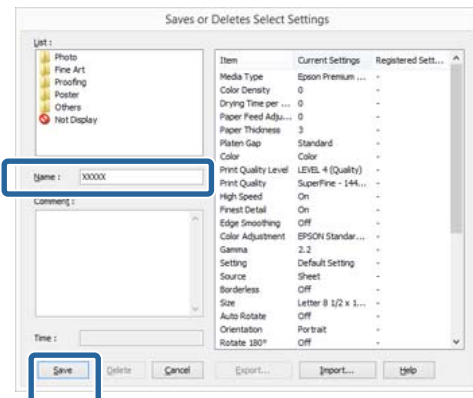 Saves or Deletes Select Settings
List :
Photo
Fine Art
Proofing
Poster
Others
Not Display
Name : XXXXX
Comment :
Time :
Item Current Settings Registered Sett...
Media Type Epson Premium ... -
Color Density 0 -
Drying Time per ... 0 -
Paper Feed Adju... 0 -
Paper Thickness 3 -
Platen Gap Standard -
Color Color -
Print Quality Level LEVEL 4 (Quality) -
Print Quality SuperFine - 144... -
High Speed On -
Finest Detail On -
Edge Smoothing Off -
Color Adjustment EPSON Standar... -
Gamma 2.2 -
Setting Default Setting -
Source Sheet -
Borderless Off -
Size Letter 8 1/2 x 1... -
Auto Rotate Off -
Orientation Portrait -
Rotate 180° Off -
Save Delete Cancel Export... Import... Help